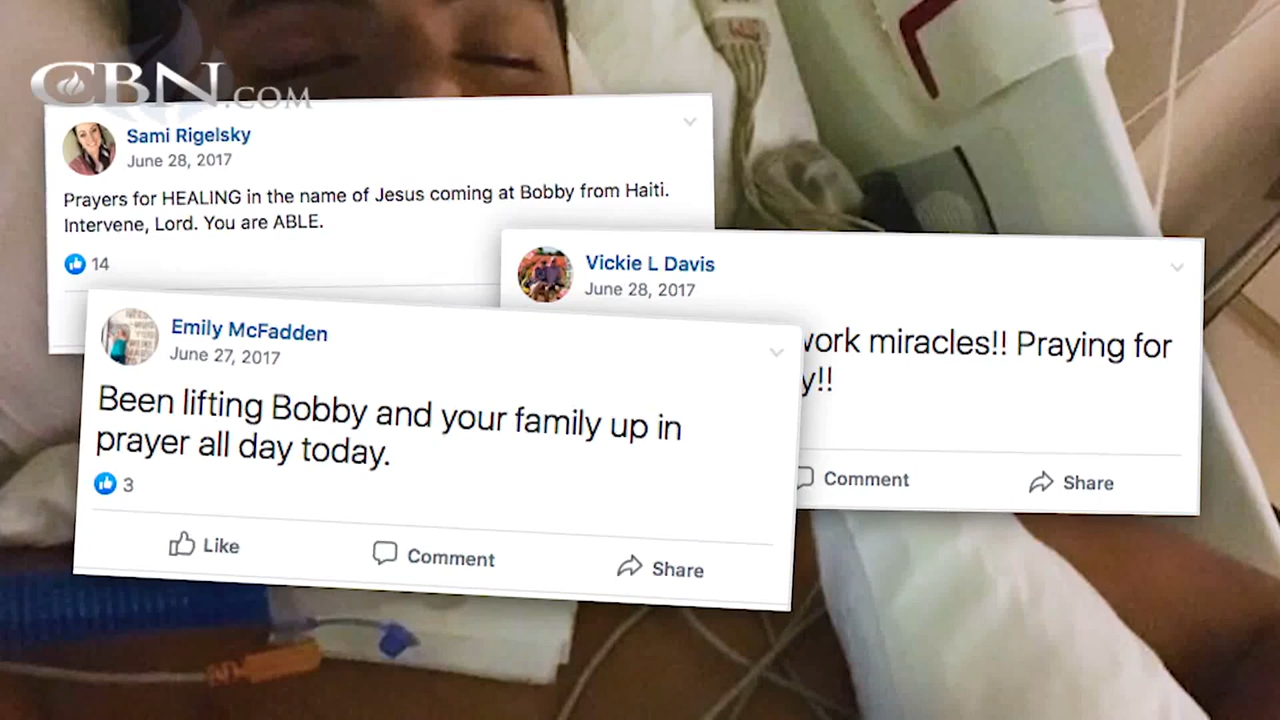 CBN.COM
Sami Rigelsky
June 28, 2017
Prayers for HEALING in the name of Jesus coming at Bobby from Haiti.
Intervene, Lord. You are ABLE.
14
Vickie L Davis
June 28, 2017
work miracles!! Praying for
y!!
Comment
Share
Emily McFadden
June 27, 2017
Been lifting Bobby and your family up in
prayer all day today.
3
Like
Comment
Share